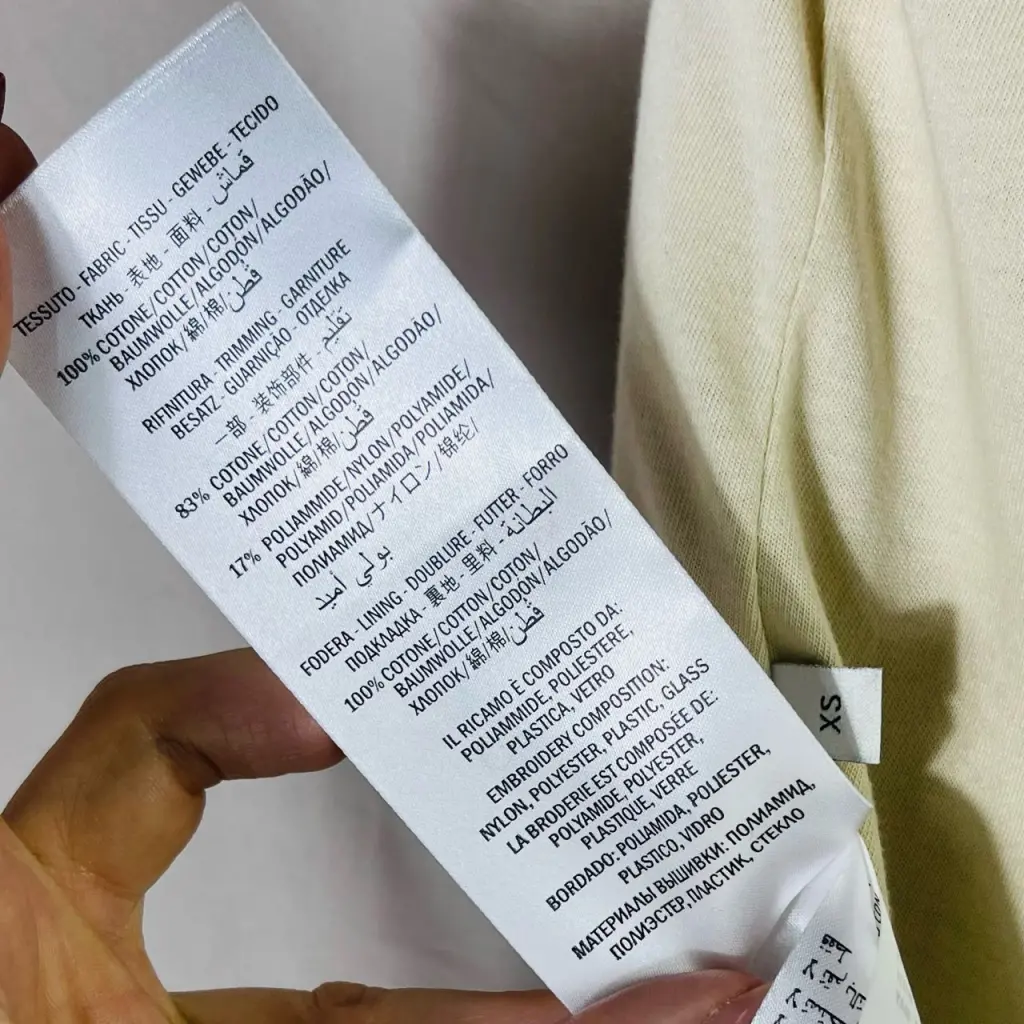 TESSUTO - FABRIC - TISSU - GEWEBE - TECIDO
ТКАНЬ - 表地 - 面料 - قماش
100% COTONE/COTTON/COTON/
BAUMWOLLE/ALGODON/ALGODÃO/
ХЛОПОК/綿/棉/قطن
RIFINITURA - TRIMMING - GARNITURE
BESATZ - GUARNIÇÃO - ОТДЕЛКА
一部 - 装饰部件 - تقليم
83% COTONE/COTTON/COTON/
BAUMWOLLE/ALGODON/ALGODÃO/
ХЛОПОК/綿/棉/قطن
17% POLIAMMIDE/NYLON/POLYAMIDE/
POLYAMID/POLIAMIDA/POLIAMIDA/
ПОЛИАМИД/ナイロン/锦纶/
بولي أميد
FODERA - LINING - DOUBLURE - FUTTER - FORRO
ПОДКЛАДКА - 裏地 - 里料 - البطانة
100% COTONE/COTTON/COTON/
BAUMWOLLE/ALGODON/ALGODÃO/
ХЛОПОК/綿/棉/قطن
IL RICAMO È COMPOSTO DA:
POLIAMMIDE, POLIESTERE,
PLASTICA, VETRO
EMBROIDERY COMPOSITION:
NYLON, POLYESTER, PLASTIC, GLASS
LA BRODERIE EST COMPOSÉE DE:
POLYAMIDE, POLYESTER,
PLASTIQUE, VERRE
BORDADO: POLIAMIDA, POLIESTER,
PLASTICO, VIDRO
МАТЕРИАЛЫ ВЫШИВКИ: ПОЛИАМИД,
ПОЛИЭСТЕР, ПЛАСТИК, СТЕКЛО
XS